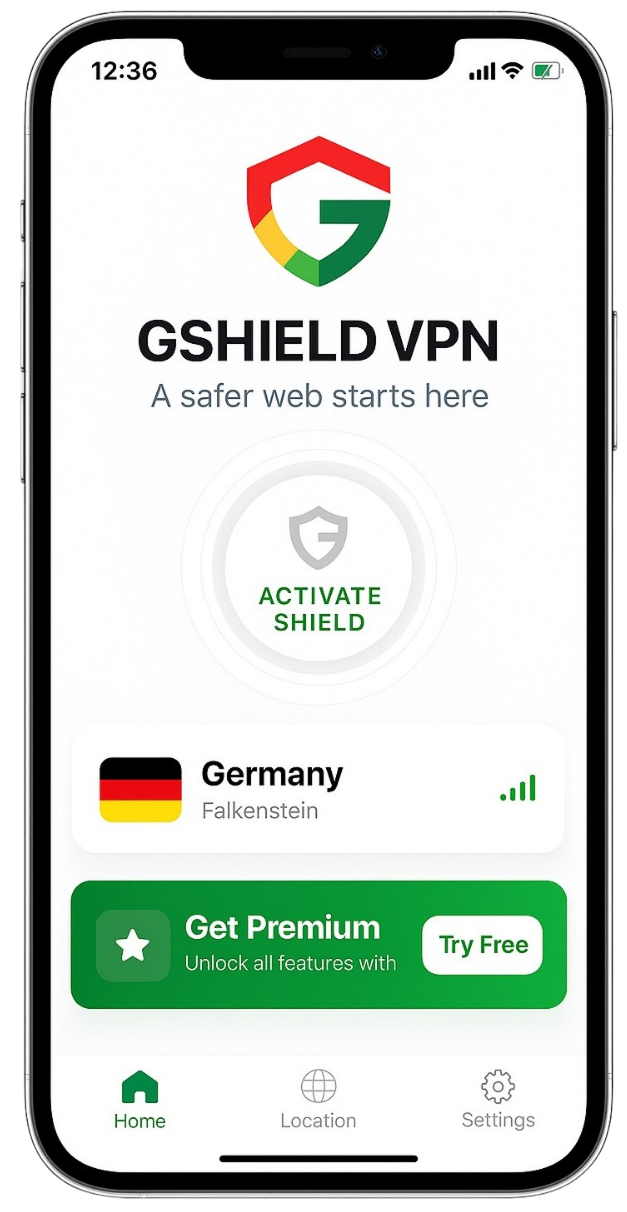 12:36
GSHIELD VPN
A safer web starts here
ACTIVATE
SHIELD
Germany
Falkenstein
Get Premium
Unlock all features with
Try Free
Home
Location
Settings